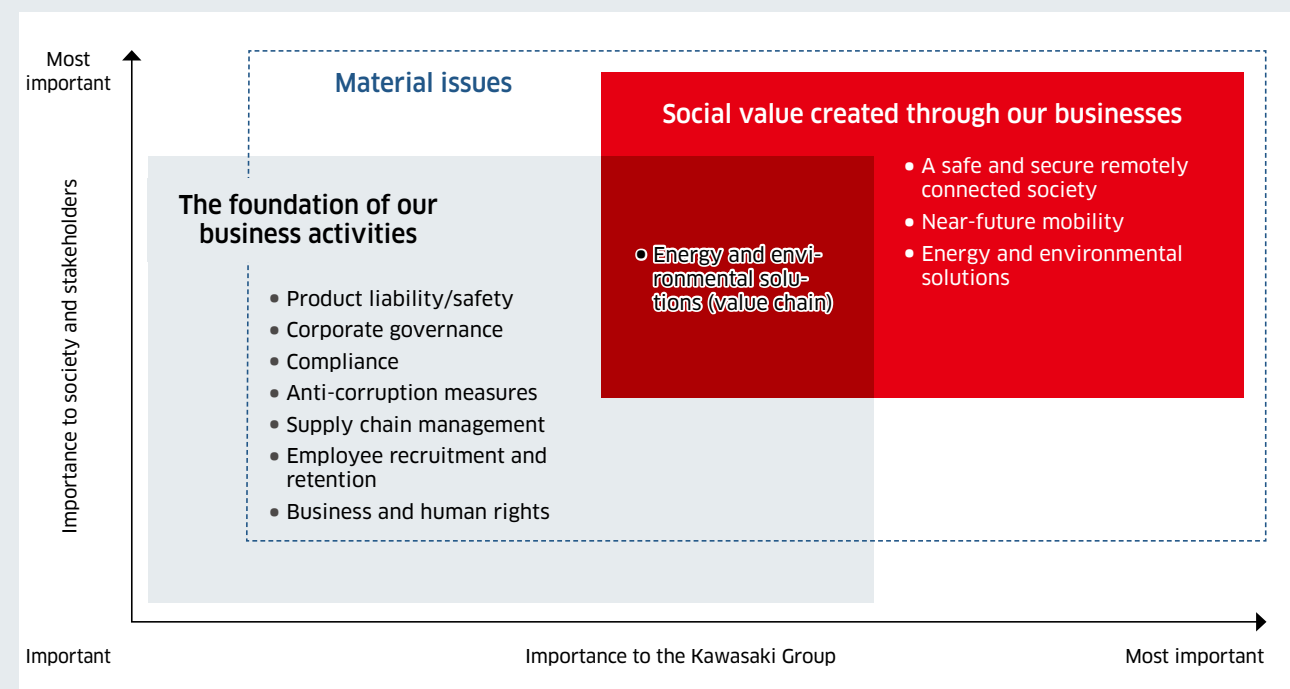 Most
important
Material issues
Social value created through our businesses
• A safe and secure remotely
connected society
• Near-future mobility
• Energy and environmental
solutions
The foundation of our
business activities
• Energy and envi-
ronmental solu-
tions (value chain)
• Product liability/safety
• Corporate governance
• Compliance
• Anti-corruption measures
• Supply chain management
• Employee recruitment and
retention
• Business and human rights
Importance to society and stakeholders
Important
Importance to the Kawasaki Group
Most important